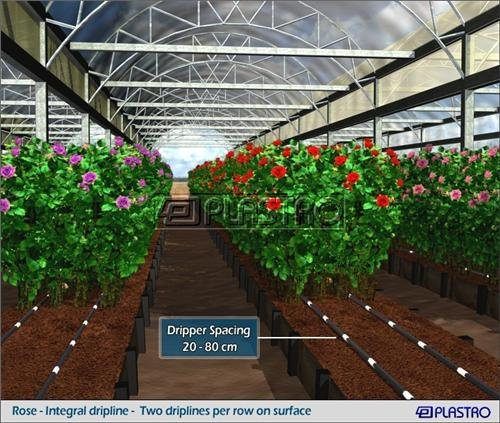 PLASTRO
Dripper Spacing
20 - 80 cm
Rose - Integral dripline - Two driplines per row on surface
PLASTRO